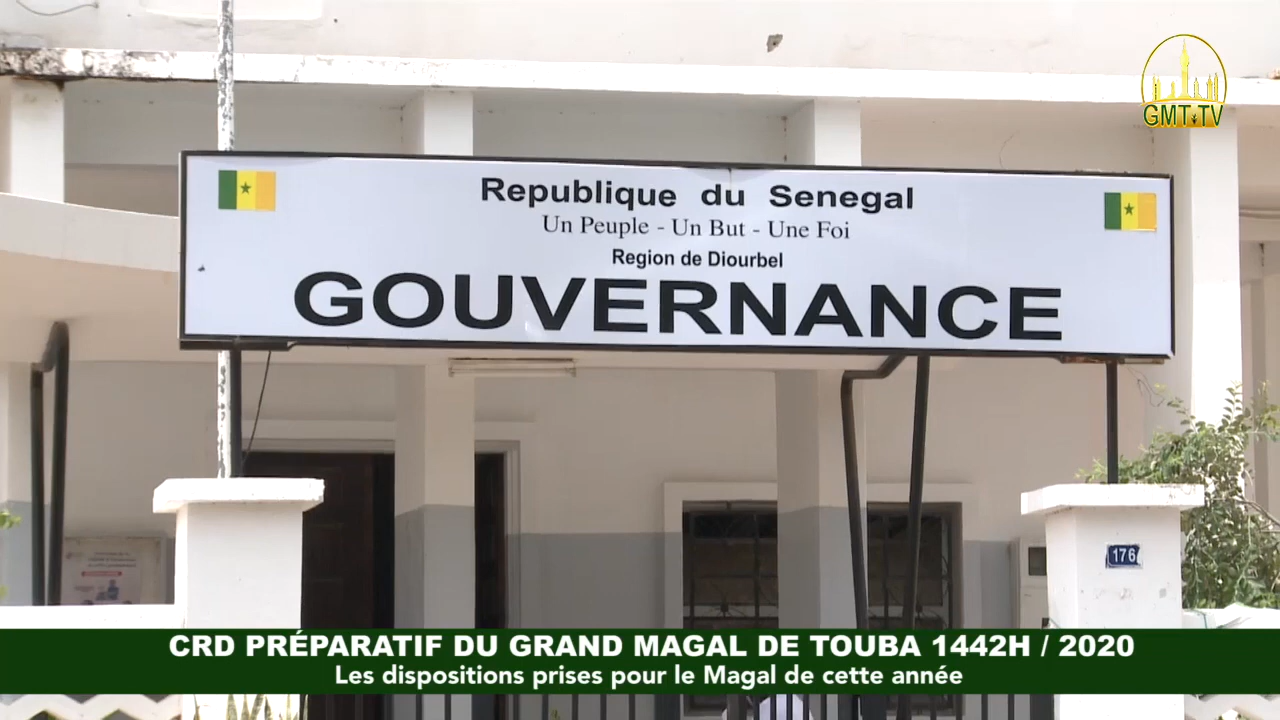 GMT TV
Republique du Senegal
Un Peuple - Un But - Une Foi
Region de Diourbel
GOUVERNANCE
176
CRD PRÉPARATIF DU GRAND MAGAL DE TOUBA 1442H / 2020
Les dispositions prises pour le Magal de cette année